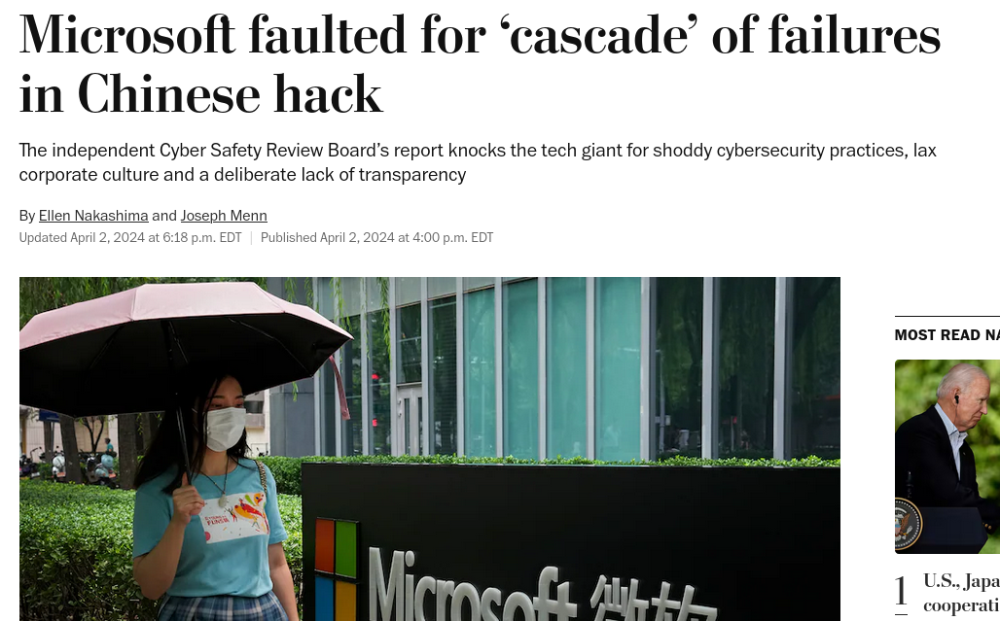 Microsoft faulted for ‘cascade’ of failures
in Chinese hack
The independent Cyber Safety Review Board’s report knocks the tech giant for shoddy cybersecurity practices, lax
corporate culture and a deliberate lack of transparency
By Ellen Nakashima and Joseph Menn
Updated April 2, 2024 at 6:18 p.m. EDT | Published April 2, 2024 at 4:00 p.m. EDT
Microsoft 微软
MOST READ NA
1
U.S., Japa
cooperati